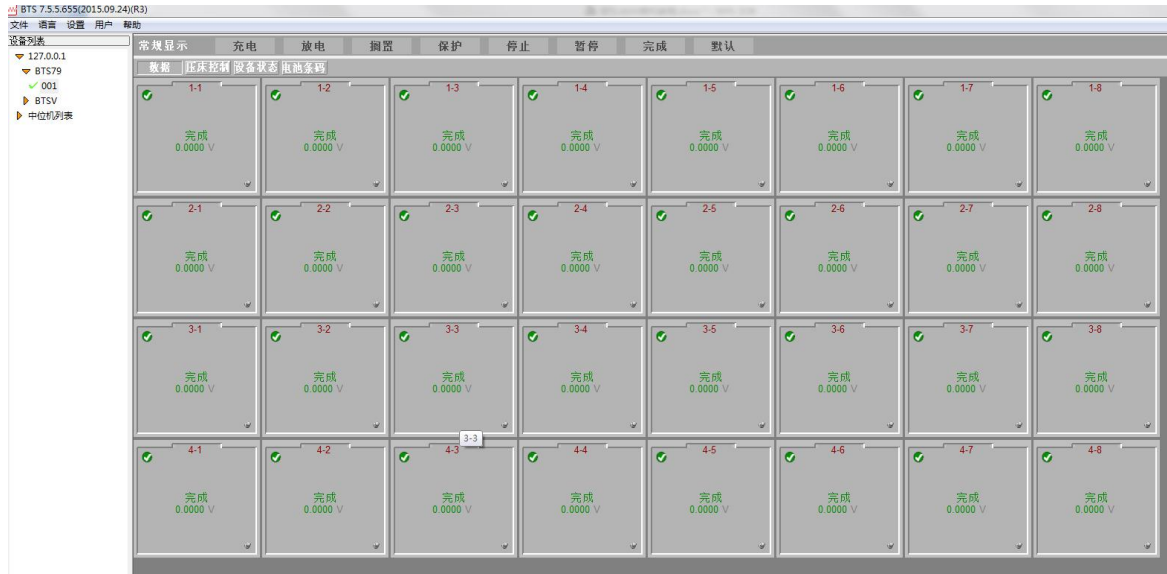 BTS 7.5.5.655(2015.09.24)(R3)
文件 语言 设置 用户 帮助
设备列表
127.0.0.1
BTS79
001
BTSV
中位机列表
常规显示 充电 放电 搁置 保护 停止 暂停 完成 默认
数据 压床控制 设备状态 电池条码
1-1 1-2 1-3 1-4 1-5 1-6 1-7 1-8
完成 完成 完成 完成 完成 完成 完成 完成
0.0000 V 0.0000 V 0.0000 V 0.0000 V 0.0000 V 0.0000 V 0.0000 V 0.0000 V
2-1 2-2 2-3 2-4 2-5 2-6 2-7 2-8
完成 完成 完成 完成 完成 完成 完成 完成
0.0000 V 0.0000 V 0.0000 V 0.0000 V 0.0000 V 0.0000 V 0.0000 V 0.0000 V
3-1 3-2 3-3 3-4 3-5 3-6 3-7 3-8
完成 完成 完成 完成 完成 完成 完成 完成
0.0000 V 0.0000 V 0.0000 V 0.0000 V 0.0000 V 0.0000 V 0.0000 V 0.0000 V
3-3
4-1 4-2 4-3 4-4 4-5 4-6 4-7 4-8
完成 完成 完成 完成 完成 完成 完成 完成
0.0000 V 0.0000 V 0.0000 V 0.0000 V 0.0000 V 0.0000 V 0.0000 V 0.0000 V